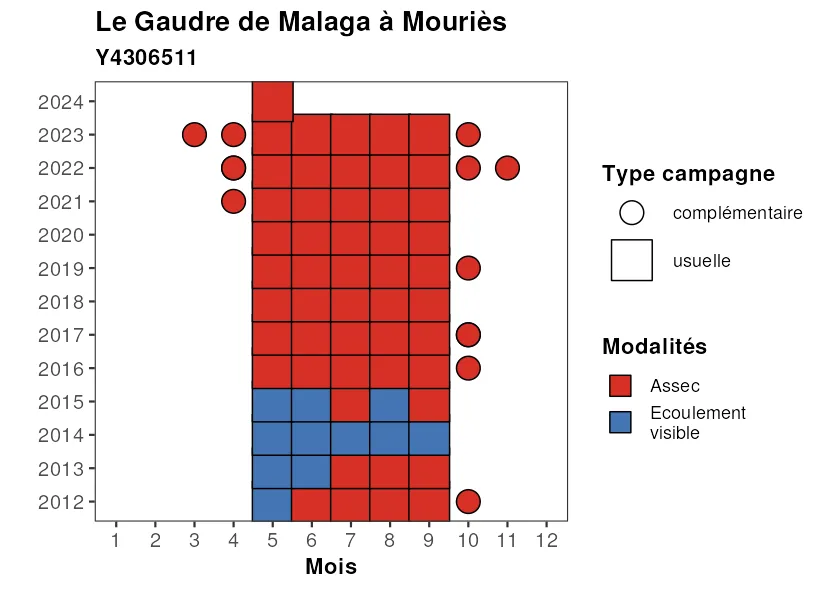 Le Gaudre de Malaga à Mouriès
Y4306511
2024
2023
2022
2021
2020
2019
2018
2017
2016
2015
2014
2013
2012
1 2 3 4 5 6 7 8 9 10 11 12
Mois
Type campagne
complémentaire
usuelle
Modalités
Assec
Ecoulement
visible